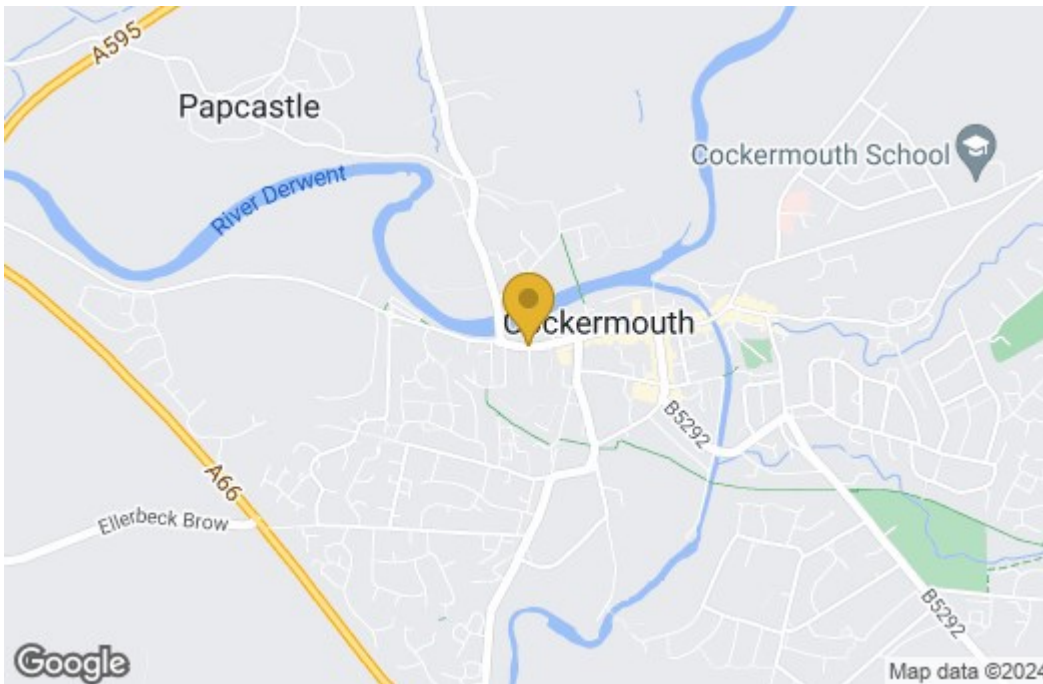 A595
Papcastle
Cockermouth School
River Derwent
Cockermouth
B5292
A66
Ellerbeck Brow
B5292
Google
Map data ©2024